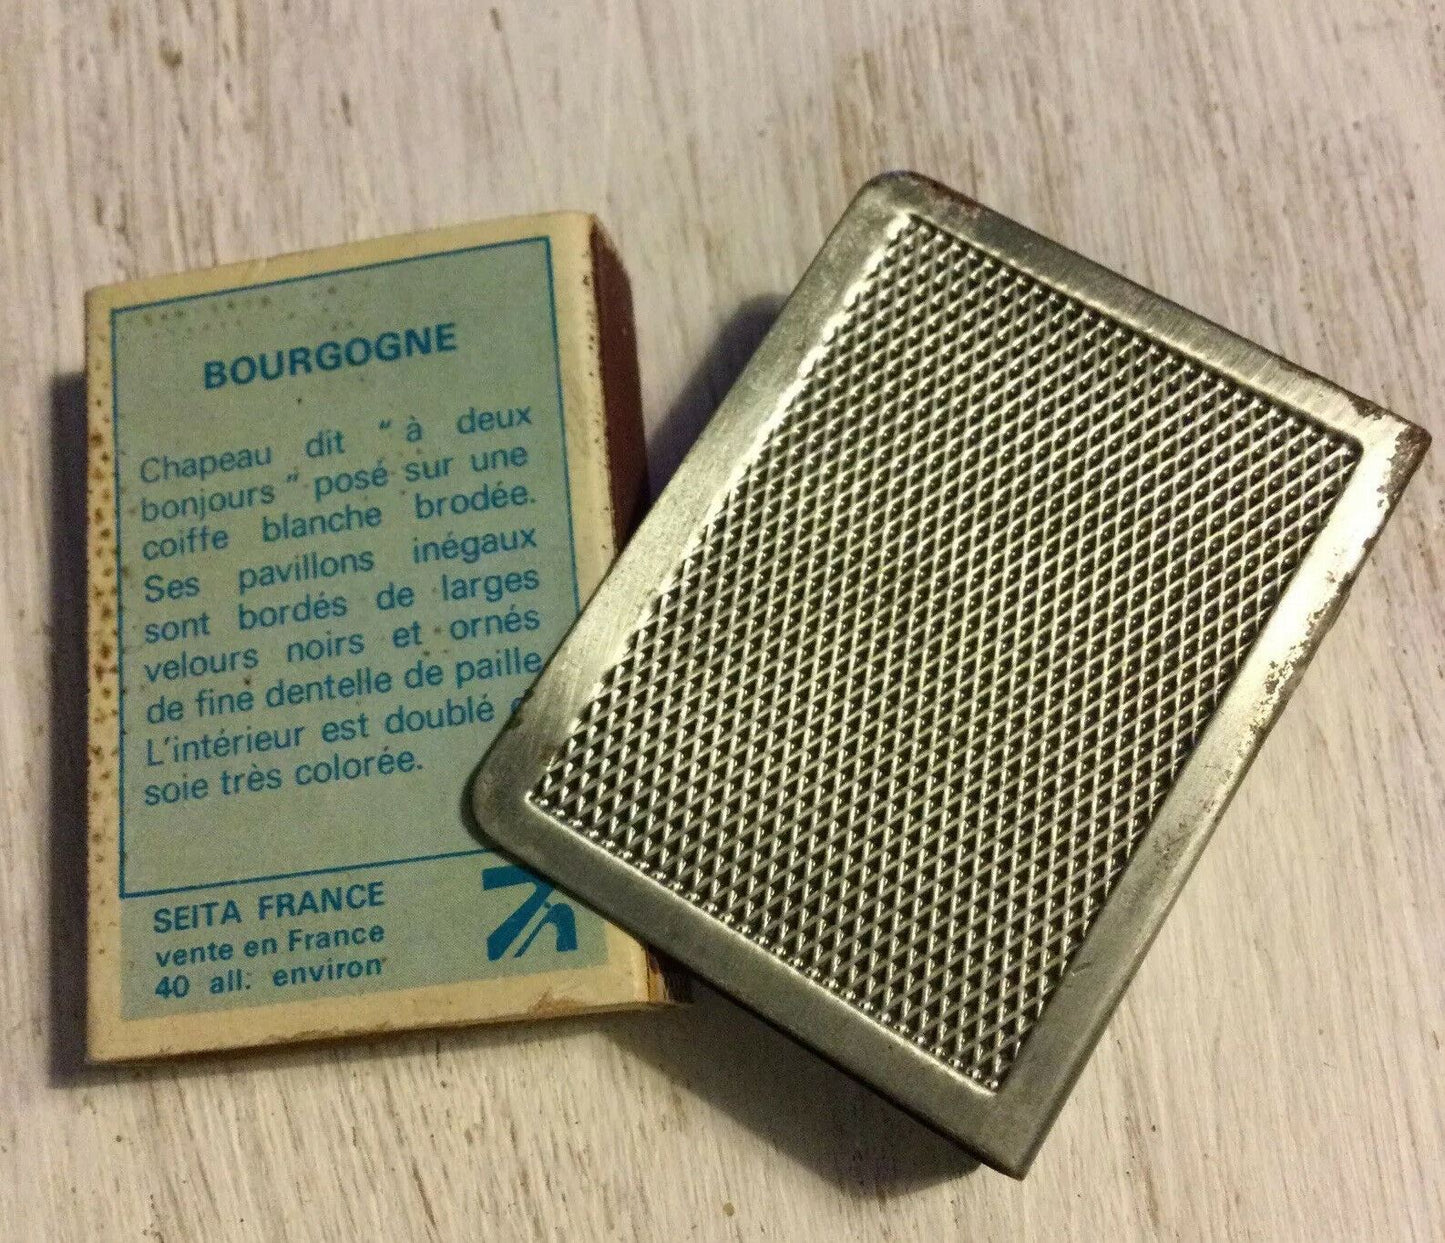 BOURGOGNE
Chapeau dit " à deux
bonjours " posé sur une
coiffe blanche brodée.
Ses pavillons inégaux
sont bordés de larges
velours noirs et ornés
de fine dentelle de paille
L'intérieur est doublé
soie très colorée.
SEITA FRANCE
vente en France
40 all. environ